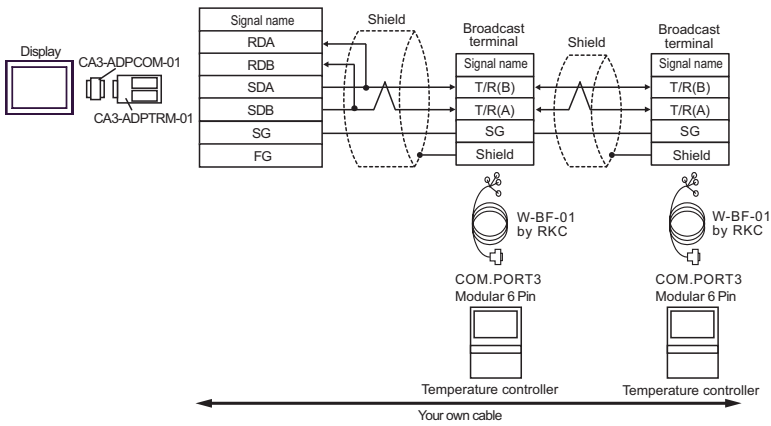 Display
CA3-ADPCOM-01
CA3-ADPTRM-01
Signal name
RDA
RDB
SDA
SDB
SG
FG
Shield
Broadcast
terminal
Signal name
T/R(B)
T/R(A)
SG
Shield
Shield
Broadcast
terminal
Signal name
T/R(B)
T/R(A)
SG
Shield
W-BF-01
by RKC
COM.PORT3
Modular 6 Pin
Temperature controller
W-BF-01
by RKC
COM.PORT3
Modular 6 Pin
Temperature controller
Your own cable